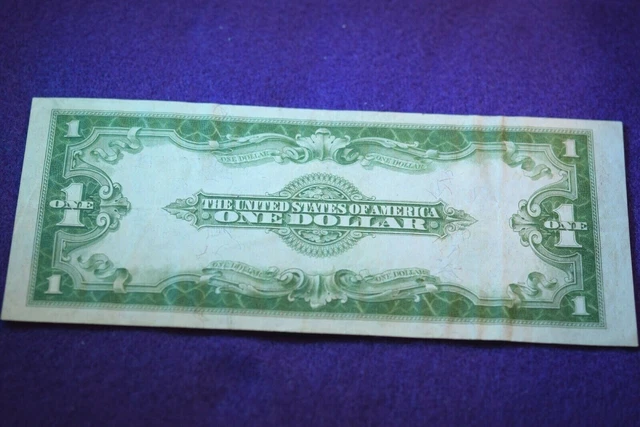 1 1
ONE DOLLAR ONE DOLLAR
1 ONE 1 ONE
THE UNITED STATES OF AMERICA
ONE DOLLAR
ONE DOLLAR ONE DOLLAR
1 1